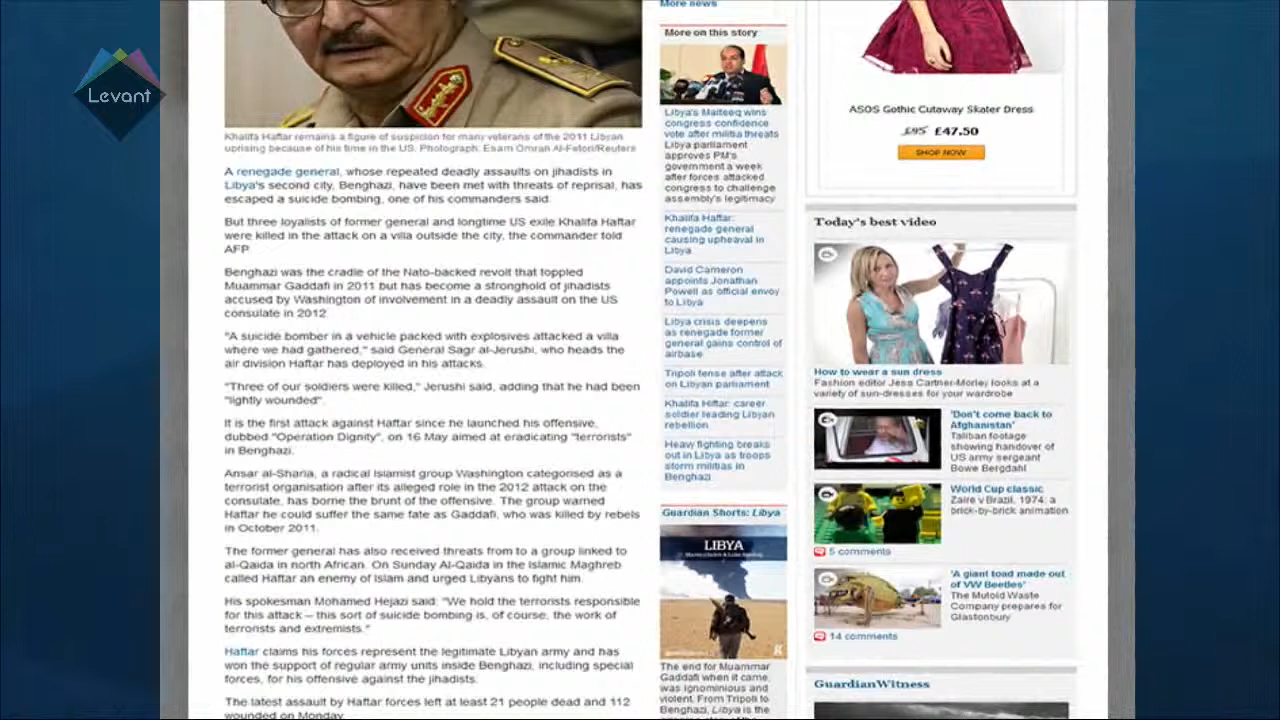 Levant
Khalifa Haftar remains a figure of suspicion for many veterans of the 2011 Libyan
uprising because of his time in the US. Photograph: Esam Omran Al-Fetori/Reuters
A renegade general, whose repeated deadly assaults on jihadists in
Libya's second city, Benghazi, have been met with threats of reprisal, has
escaped a suicide bombing, one of his commanders said.
But three loyalists of former general and longtime US exile Khalifa Haftar
were killed in the attack on a villa outside the city, the commander told
AFP.
Benghazi was the cradle of the Nato-backed revolt that toppled
Muammar Gaddafi in 2011 but has become a stronghold of jihadists
accused by Washington of involvement in a deadly assault on the US
consulate in 2012.
"A suicide bomber in a vehicle packed with explosives attacked a villa
where we had gathered," said General Sagr al-Jerushi, who heads the
air division Haftar has deployed in his attacks.
"Three of our soldiers were killed," Jerushi said, adding that he had been
"lightly wounded".
It is the first attack against Haftar since he launched his offensive,
dubbed "Operation Dignity", on 16 May aimed at eradicating "terrorists"
in Benghazi.
Ansar al-Sharia, a radical Islamist group Washington categorised as a
terrorist organisation after its alleged role in the 2012 attack on the
consulate, has borne the brunt of the offensive. The group warned
Haftar he could suffer the same fate as Gaddafi, who was killed by rebels
in October 2011.
The former general has also received threats from to a group linked to
al-Qaida in north African. On Sunday Al-Qaida in the Islamic Maghreb
called Haftar an enemy of Islam and urged Libyans to fight him.
His spokesman Mohamed Hejazi said: "We hold the terrorists responsible
for this attack – this sort of suicide bombing is, of course, the work of
terrorists and extremists."
Haftar claims his forces represent the legitimate Libyan army and has
won the support of regular army units inside Benghazi, including special
forces, for his offensive against the jihadists.
The latest assault by Haftar forces left at least 21 people dead and 112
wounded on Monday.
More news
More on this story
Libya's Maiteeq wins
congress confidence
vote after militia threats
Libya parliament
approves PM's
government a week
after forces attacked
congress to challenge
assembly's legitimacy
Khalifa Haftar:
renegade general
causing upheaval in
Libya
David Cameron
appoints Jonathan
Powell as official envoy
to Libya
Libya crisis deepens
as renegade former
general gains control of
airbase
Tripoli tense after attack
on Libyan parliament
Khalifa Hiftar: career
soldier leading Libyan
rebellion
Heavy fighting breaks
out in Libya as troops
storm militias in
Benghazi
Guardian Shorts: Libya
LIBYA
The end for Muammar
Gaddafi when it came,
was ignominious and
violent. From Tripoli to
Benghazi, Libya is the
ASOS Gothic Cutaway Skater Dress
£95 £47.50
SHOP NOW
Today's best video
How to wear a sun dress
Fashion editor Jess Cartner-Morley looks at a
variety of sun-dresses for your wardrobe
'Don't come back to
Afghanistan'
Taliban footage
showing handover of
US army sergeant
Bowe Bergdahl
World Cup classic
Zaire v Brazil, 1974: a
brick-by-brick animation
5 comments
'A giant toad made out
of VW Beetles'
The Mutoid Waste
Company prepares for
Glastonbury
14 comments
GuardianWitness